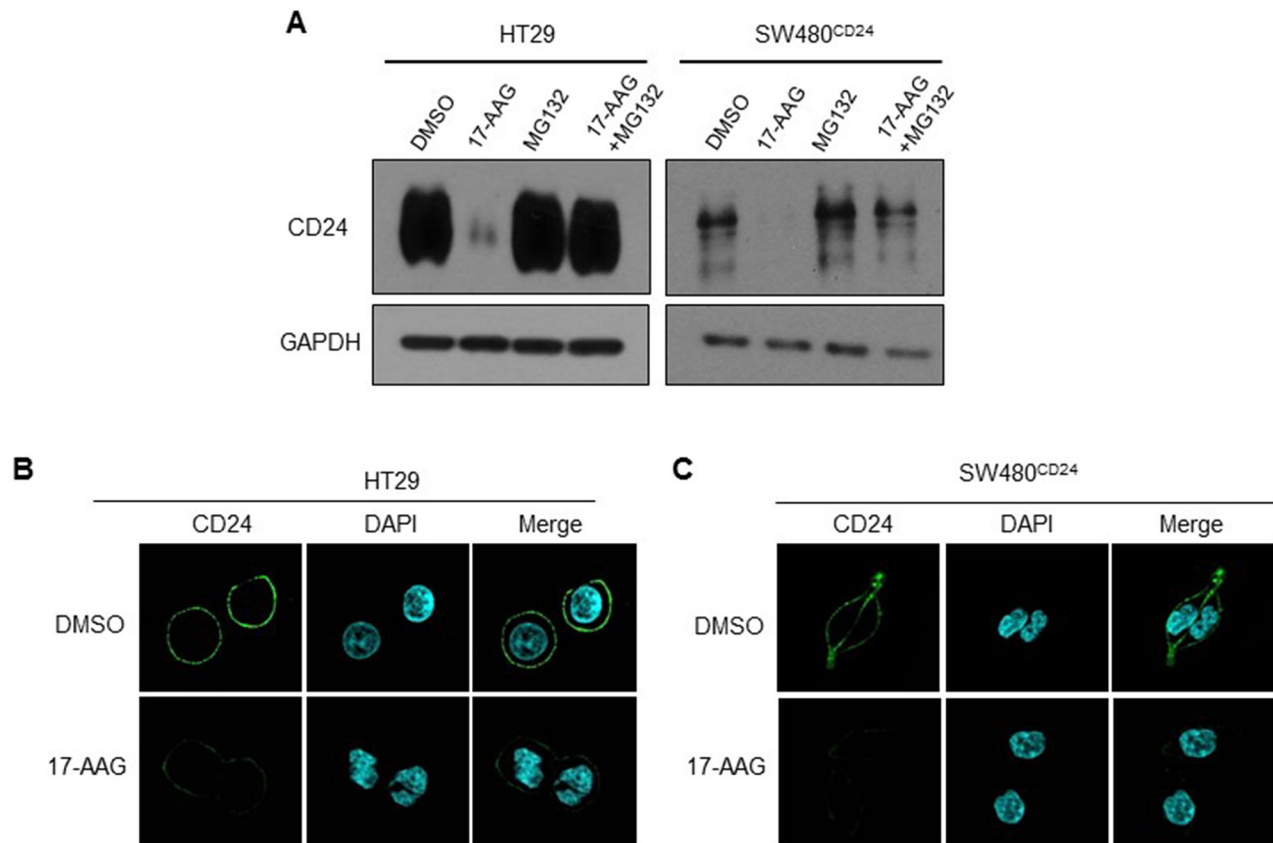 A
HT29
SW480CD24
DMSO
17-AAG
MG132
17-AAG
+MG132
DMSO
17-AAG
MG132
17-AAG
+MG132
CD24
GAPDH
B
HT29
CD24 DAPI Merge
DMSO
17-AAG
C
SW480CD24
CD24 DAPI Merge
DMSO
17-AAG